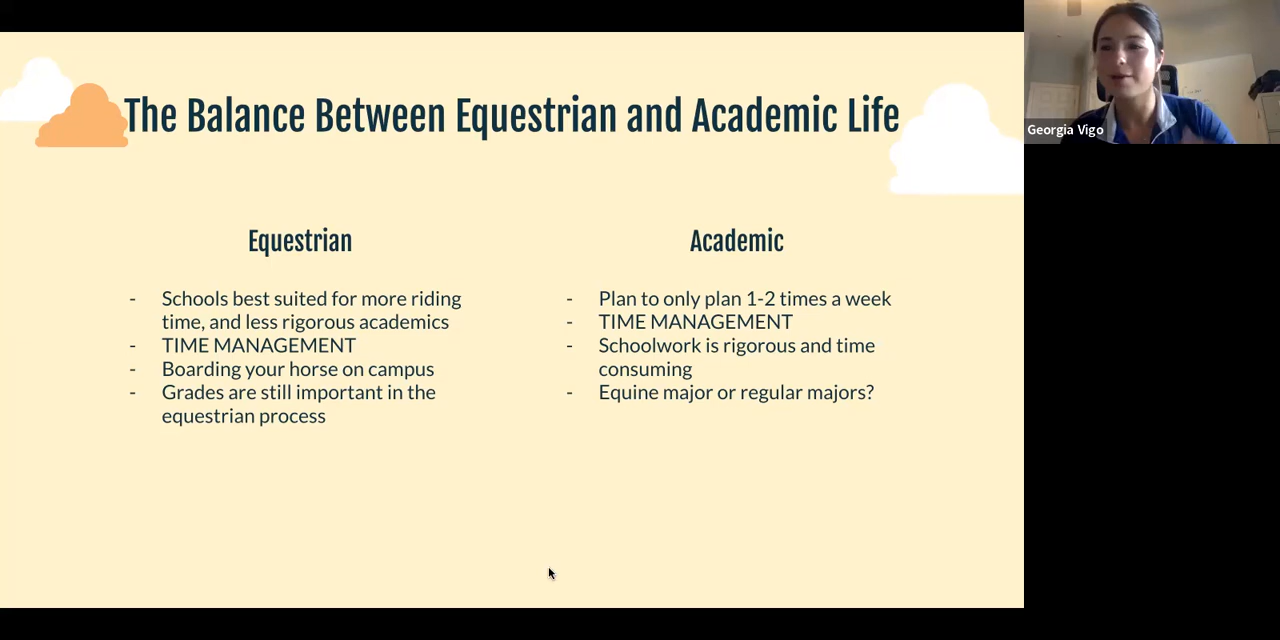 The Balance Between Equestrian and Academic Life
Georgia Vigo
Equestrian
- Schools best suited for more riding
time, and less rigorous academics
- TIME MANAGEMENT
- Boarding your horse on campus
- Grades are still important in the
equestrian process
Academic
- Plan to only plan 1-2 times a week
- TIME MANAGEMENT
- Schoolwork is rigorous and time
consuming
- Equine major or regular majors?